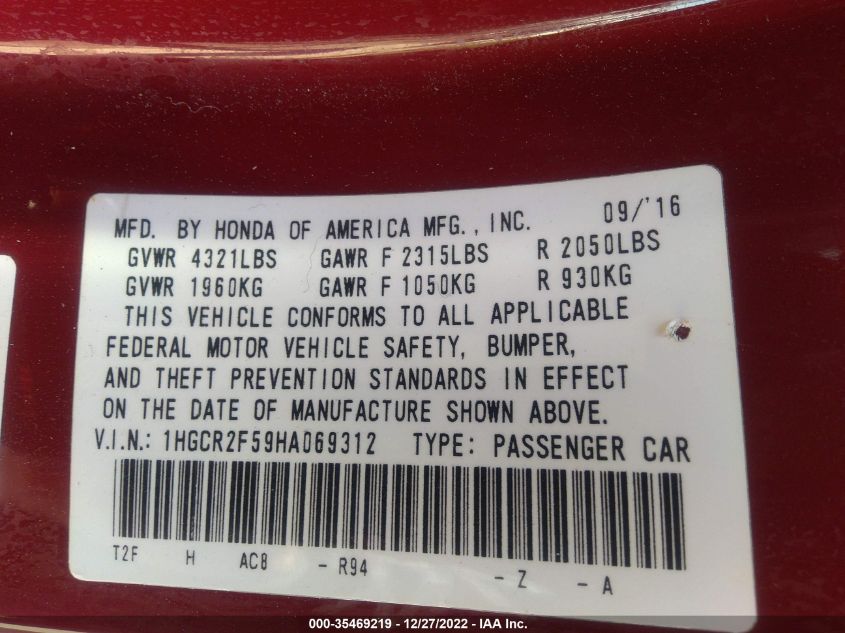 MFD. BY HONDA OF AMERICA MFG., INC. 09/'16
GVWR 4321LBS GAWR F 2315LBS R 2050LBS
GVWR 1960KG GAWR F 1050KG R 930KG
THIS VEHICLE CONFORMS TO ALL APPLICABLE
FEDERAL MOTOR VEHICLE SAFETY, BUMPER,
AND THEFT PREVENTION STANDARDS IN EFFECT
ON THE DATE OF MANUFACTURE SHOWN ABOVE.
V.I.N.: 1HGCR2F59HA069312 TYPE: PASSENGER CAR
T2F H AC8 - R94 - Z - A
000-35469219 - 12/27/2022 - IAA Inc.